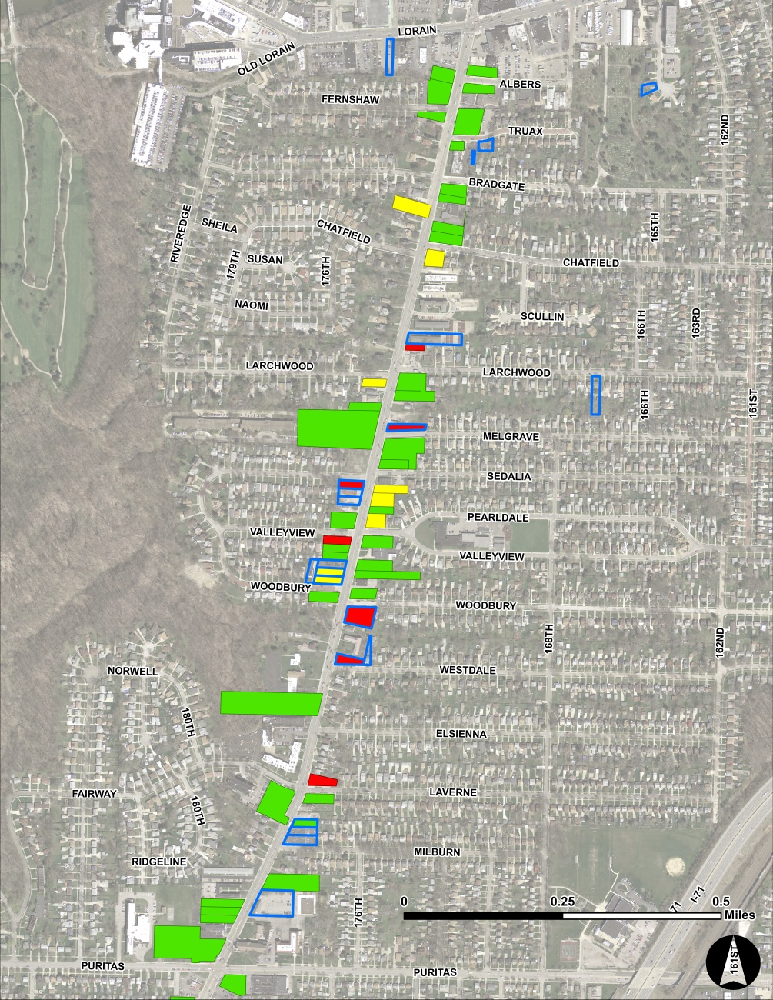 LORAIN
OLD LORAIN
ALBERS
FERNSHAW
162ND
TRUAX
BRADGATE
RIVEREDGE
SHEILA
CHATFIELD
165TH
179TH
SUSAN
176TH
CHATFIELD
NAOMI
SCULLIN
166TH
163RD
LARCHWOOD
LARCHWOOD
166TH
161ST
MELGRAVE
SEDALIA
PEARLDALE
VALLEYVIEW
VALLEYVIEW
WOODBURY
WOODBURY
168TH
162ND
NORWELL
WESTDALE
180TH
ELSIENNA
FAIRWAY
LAVERNE
180TH
RIDGELINE
MILBURN
71
I-71
176TH
0 0.25 0.5
Miles
161ST
PURITAS
PURITAS